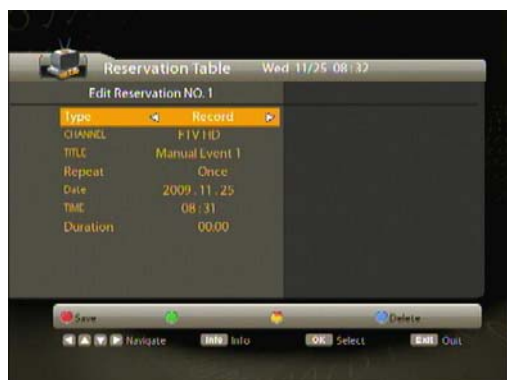 Reservation Table Wed 11/25 08:32
Edit Reservation NO. 1
Type Record
CHANNEL FTV HD
TITLE Manual Event 1
Repeat Once
Date 2009.11.25
TIME 08:31
Duration 00:00
Save Delete
Navigate Info Info OK Select Exit Quit